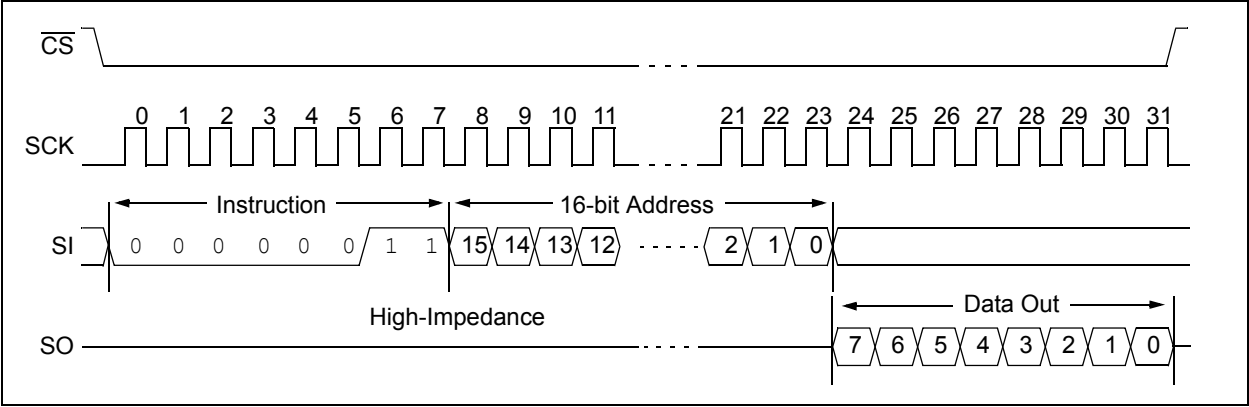 CS
0 1 2 3 4 5 6 7 8 9 10 11 21 22 23 24 25 26 27 28 29 30 31
SCK
Instruction 16-bit Address
SI 0 0 0 0 0 0 1 1 15 14 13 12 2 1 0
Data Out
High-Impedance
SO 7 6 5 4 3 2 1 0